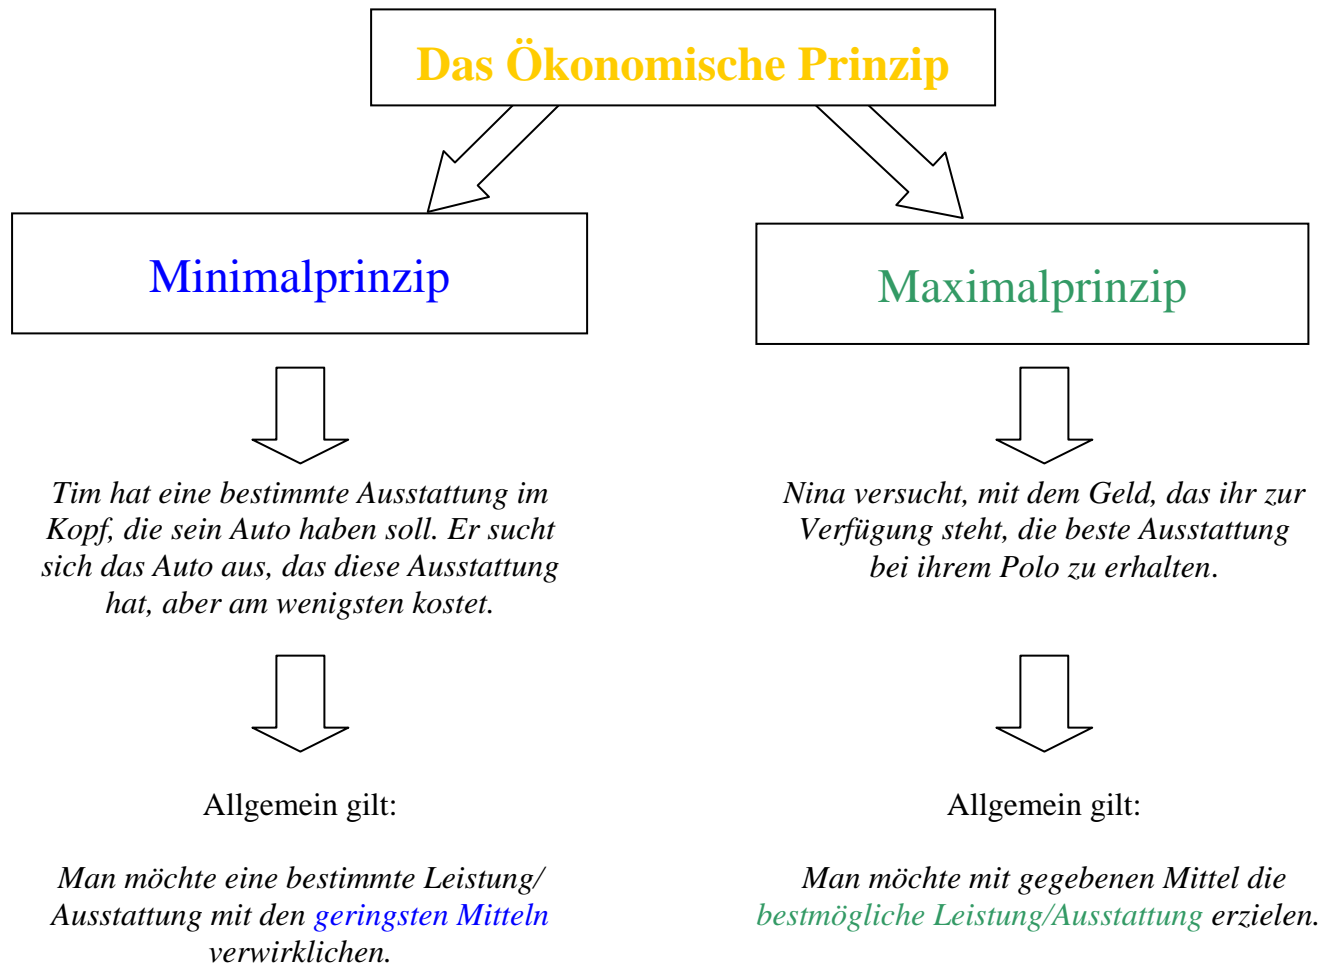 Das Ökonomische Prinzip
Minimalprinzip
Maximalprinzip
Tim hat eine bestimmte Ausstattung im
Kopf, die sein Auto haben soll. Er sucht
sich das Auto aus, das diese Ausstattung
hat, aber am wenigsten kostet.
Nina versucht, mit dem Geld, das ihr zur
Verfügung steht, die beste Ausstattung
bei ihrem Polo zu erhalten.
Allgemein gilt:
Man möchte eine bestimmte Leistung/
Ausstattung mit den geringsten Mitteln
verwirklichen.
Allgemein gilt:
Man möchte mit gegebenen Mittel die
bestmögliche Leistung/Ausstattung erzielen.